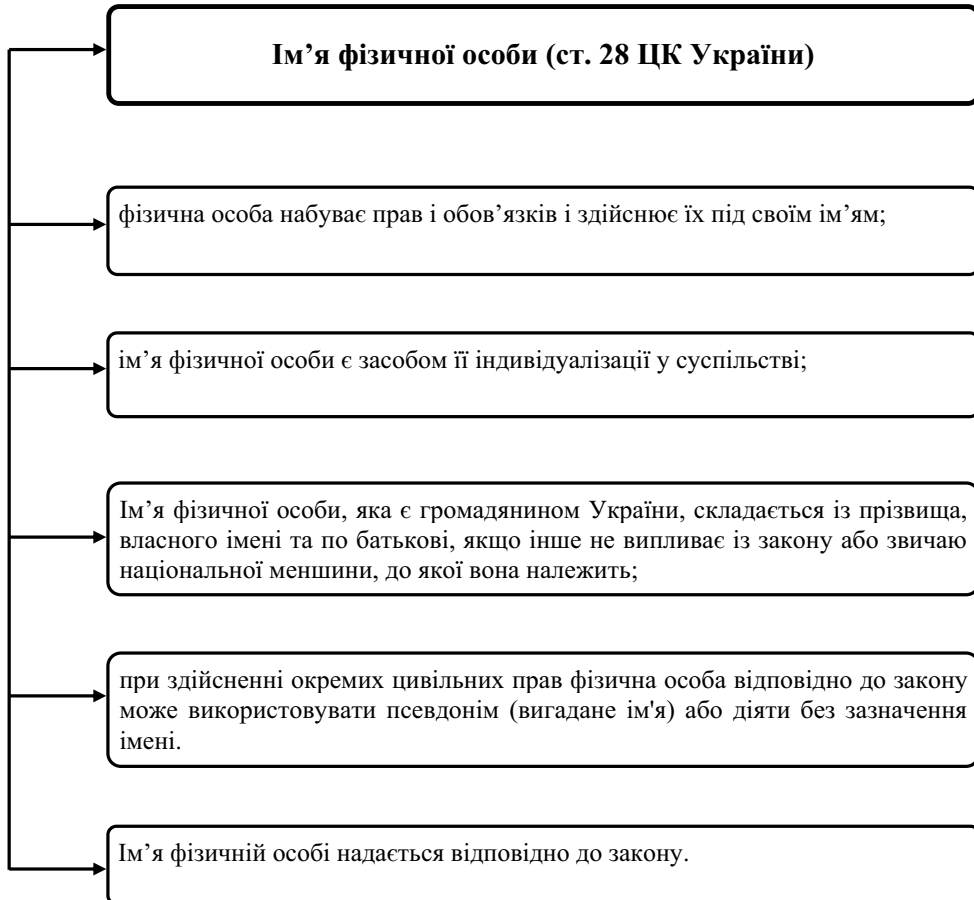 Ім’я фізичної особи (ст. 28 ЦК України)
фізична особа набуває прав і обов’язків і здійснює їх під своїм ім’ям;
ім’я фізичної особи є засобом її індивідуалізації у суспільстві;
Ім’я фізичної особи, яка є громадянином України, складається із прізвища,
власного імені та по батькові, якщо інше не випливає із закону або звичаю
національної меншини, до якої вона належить;
при здійсненні окремих цивільних прав фізична особа відповідно до закону
може використовувати псевдонім (вигадане ім'я) або діяти без зазначення
імені.
Ім’я фізичній особі надається відповідно до закону.